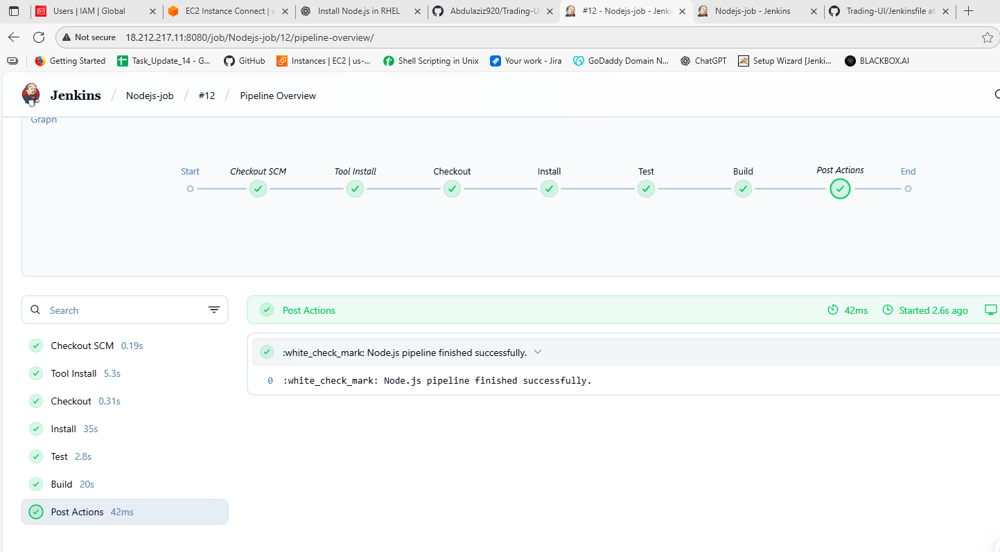 Users | IAM | Global
EC2 Instance Connect | u
Install Node.js in RHEL
Abdulaziz920/Trading-UI
#12 - Nodejs-job - Jenki
Nodejs-job - Jenkins
Trading-UI/Jenkinsfile at
Not secure
18.212.217.11:8080/job/Nodejs-job/12/pipeline-overview/
Getting Started
Task_Update_14 - G...
GitHub
Instances | EC2 | us-...
Shell Scripting in Unix
Your work - Jira
GoDaddy Domain N...
ChatGPT
Setup Wizard [Jenki...
BLACKBOX.AI
Jenkins / Nodejs-job / #12 / Pipeline Overview
Graph
Start Checkout SCM Tool Install Checkout Install Test Build Post Actions End
Search
Checkout SCM 0.19s
Tool Install 5.3s
Checkout 0.31s
Install 35s
Test 2.8s
Build 20s
Post Actions 42ms
Post Actions 42ms Started 2.6s ago
:white_check_mark: Node.js pipeline finished successfully.
0 :white_check_mark: Node.js pipeline finished successfully.